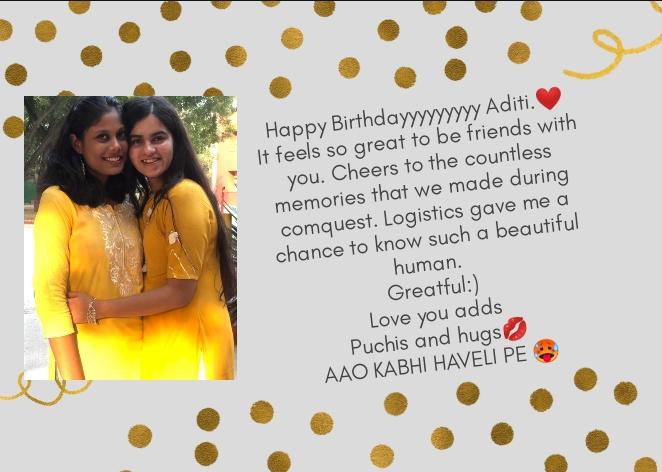 Happy Birthdayyyyyyyyy Aditi.❤️
It feels so great to be friends with
you. Cheers to the countless
memories that we made during
comquest. Logistics gave me a
chance to know such a beautiful
human.
Greatful:)
Love you adds
Puchis and hugs💋
AAO KABHI HAVELI PE 🥵